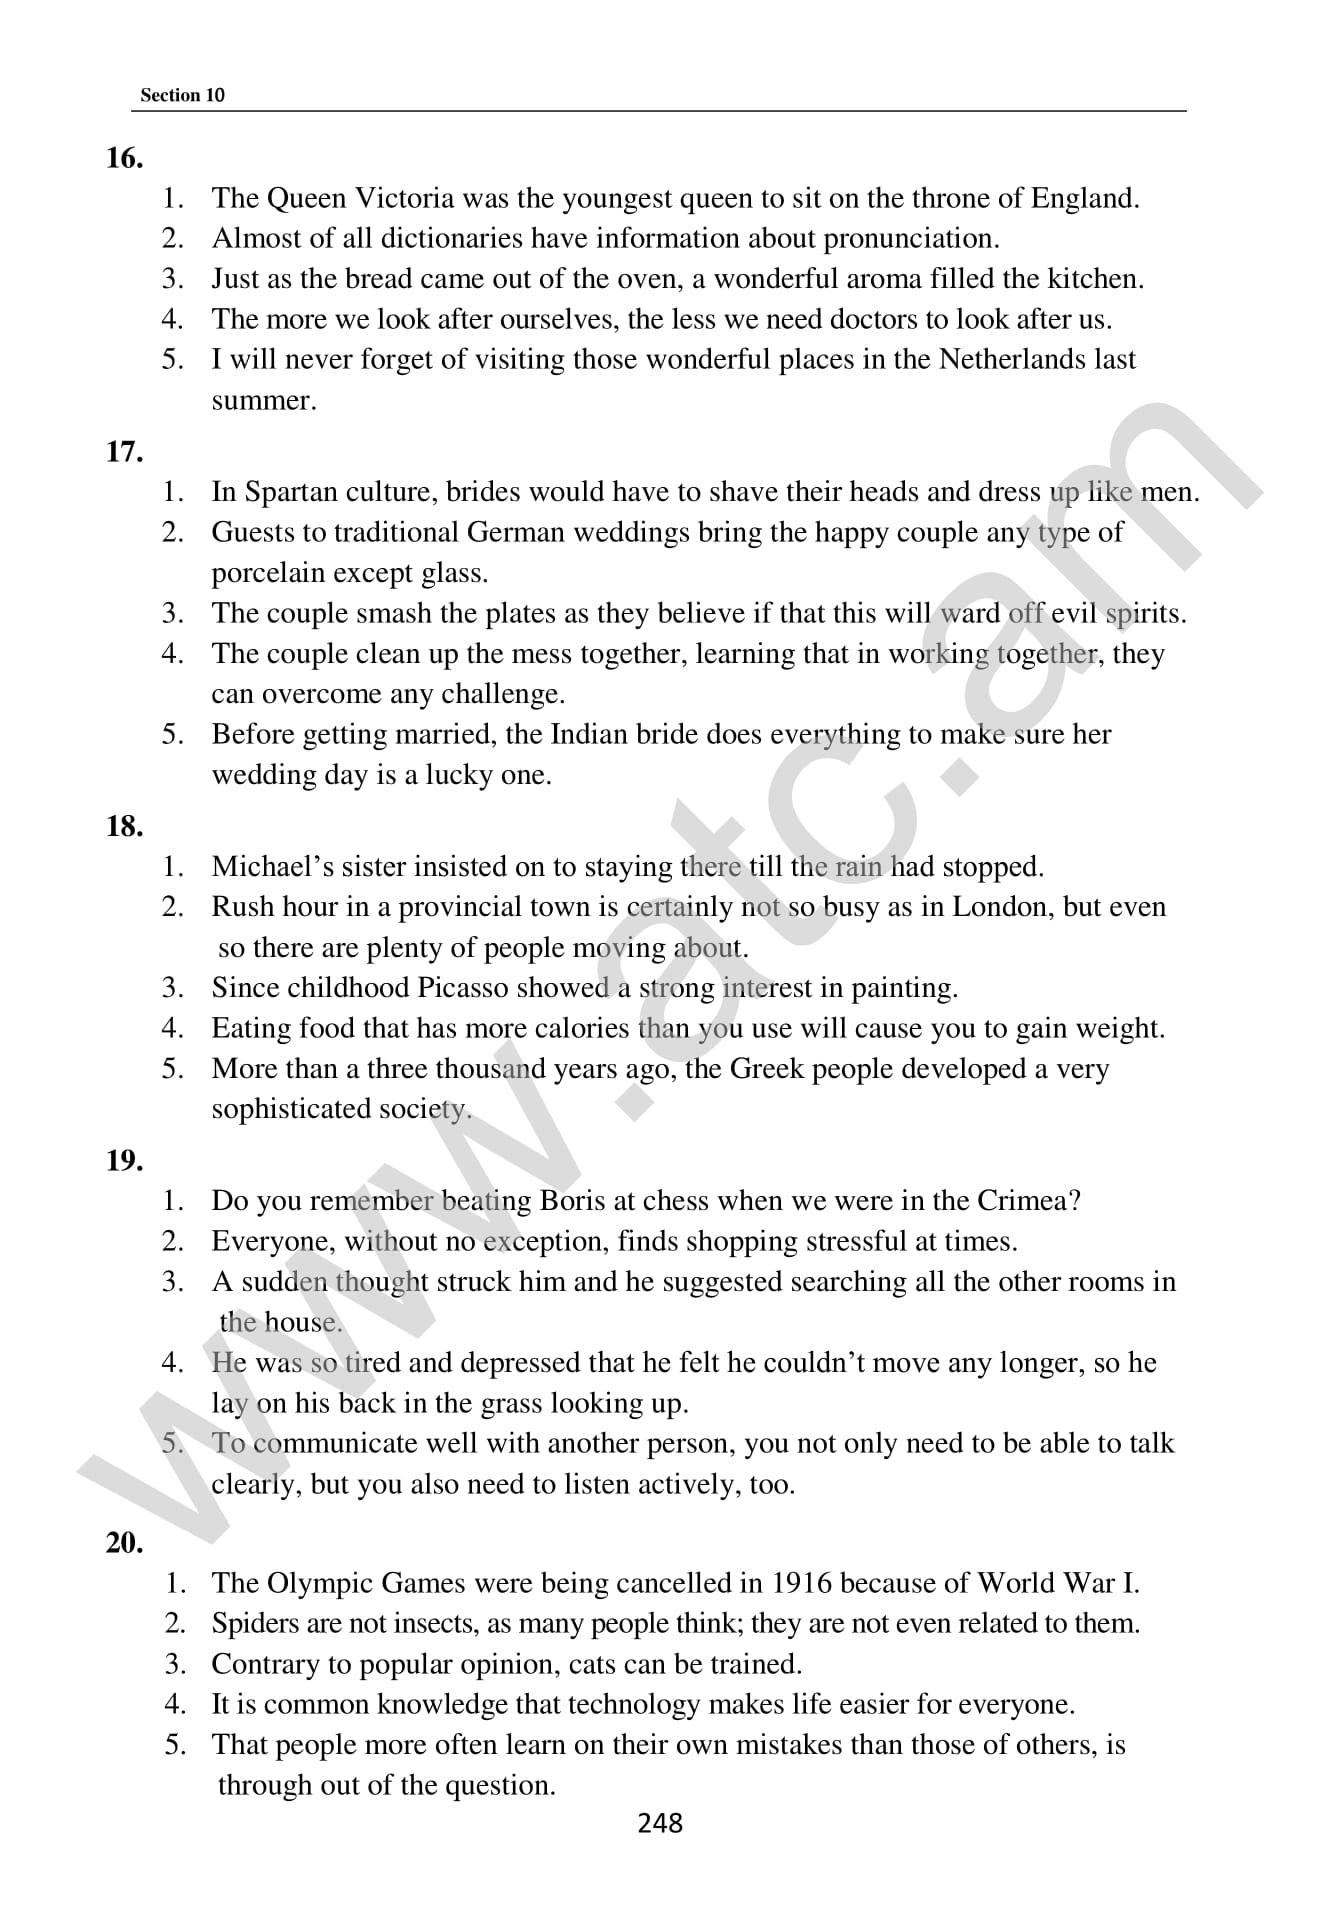 Section 10
16.
1. The Queen Victoria was the youngest queen to sit on the throne of England.
2. Almost of all dictionaries have information about pronunciation.
3. Just as the bread came out of the oven, a wonderful aroma filled the kitchen.
4. The more we look after ourselves, the less we need doctors to look after us.
5. I will never forget of visiting those wonderful places in the Netherlands last
summer.
17.
1. In Spartan culture, brides would have to shave their heads and dress up like men.
2. Guests to traditional German weddings bring the happy couple any type of
porcelain except glass.
3. The couple smash the plates as they believe if that this will ward off evil spirits.
4. The couple clean up the mess together, learning that in working together, they
can overcome any challenge.
5. Before getting married, the Indian bride does everything to make sure her
wedding day is a lucky one.
18.
1. Michael’s sister insisted on to staying there till the rain had stopped.
2. Rush hour in a provincial town is certainly not so busy as in London, but even
so there are plenty of people moving about.
3. Since childhood Picasso showed a strong interest in painting.
4. Eating food that has more calories than you use will cause you to gain weight.
5. More than a three thousand years ago, the Greek people developed a very
sophisticated society.
19.
1. Do you remember beating Boris at chess when we were in the Crimea?
2. Everyone, without no exception, finds shopping stressful at times.
3. A sudden thought struck him and he suggested searching all the other rooms in
the house.
4. He was so tired and depressed that he felt he couldn’t move any longer, so he
lay on his back in the grass looking up.
5. To communicate well with another person, you not only need to be able to talk
clearly, but you also need to listen actively, too.
20.
1. The Olympic Games were being cancelled in 1916 because of World War I.
2. Spiders are not insects, as many people think; they are not even related to them.
3. Contrary to popular opinion, cats can be trained.
4. It is common knowledge that technology makes life easier for everyone.
5. That people more often learn on their own mistakes than those of others, is
through out of the question.
248
www.atc.am